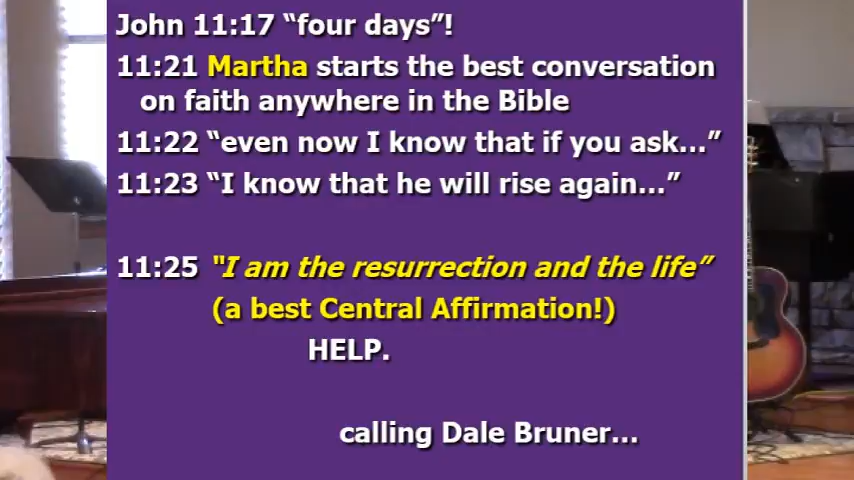 John 11:17 “four days”!
11:21 Martha starts the best conversation
on faith anywhere in the Bible
11:22 “even now I know that if you ask…”
11:23 “I know that he will rise again…”
11:25 “I am the resurrection and the life”
(a best Central Affirmation!)
HELP.
calling Dale Bruner…